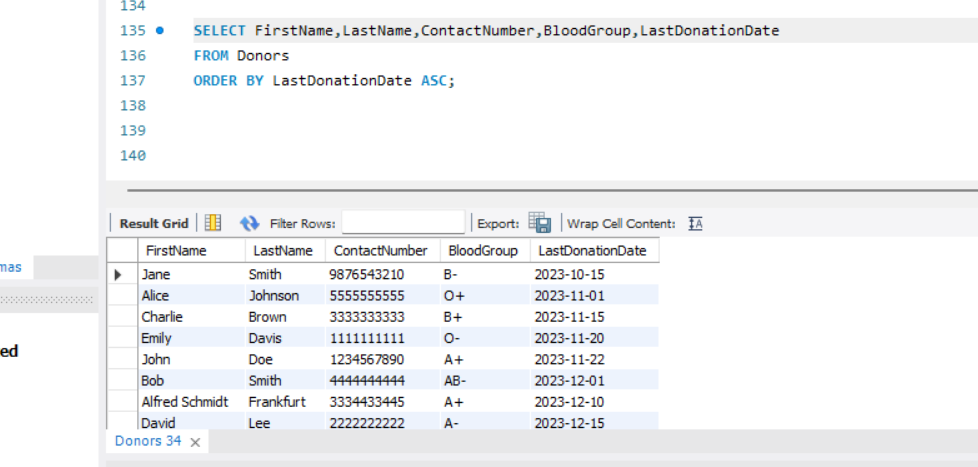 134
135 SELECT FirstName,LastName,ContactNumber,BloodGroup,LastDonationDate
136 FROM Donors
137 ORDER BY LastDonationDate ASC;
138
139
140
Result Grid Filter Rows: Export: Wrap Cell Content:
FirstName LastName ContactNumber BloodGroup LastDonationDate
Jane Smith 9876543210 B- 2023-10-15
Alice Johnson 5555555555 O+ 2023-11-01
Charlie Brown 3333333333 B+ 2023-11-15
Emily Davis 1111111111 O- 2023-11-20
John Doe 1234567890 A+ 2023-11-22
Bob Smith 4444444444 AB- 2023-12-01
Alfred Schmidt Frankfurt 3334433445 A+ 2023-12-10
David Lee 2222222222 A- 2023-12-15
Donors 34
mas
ed